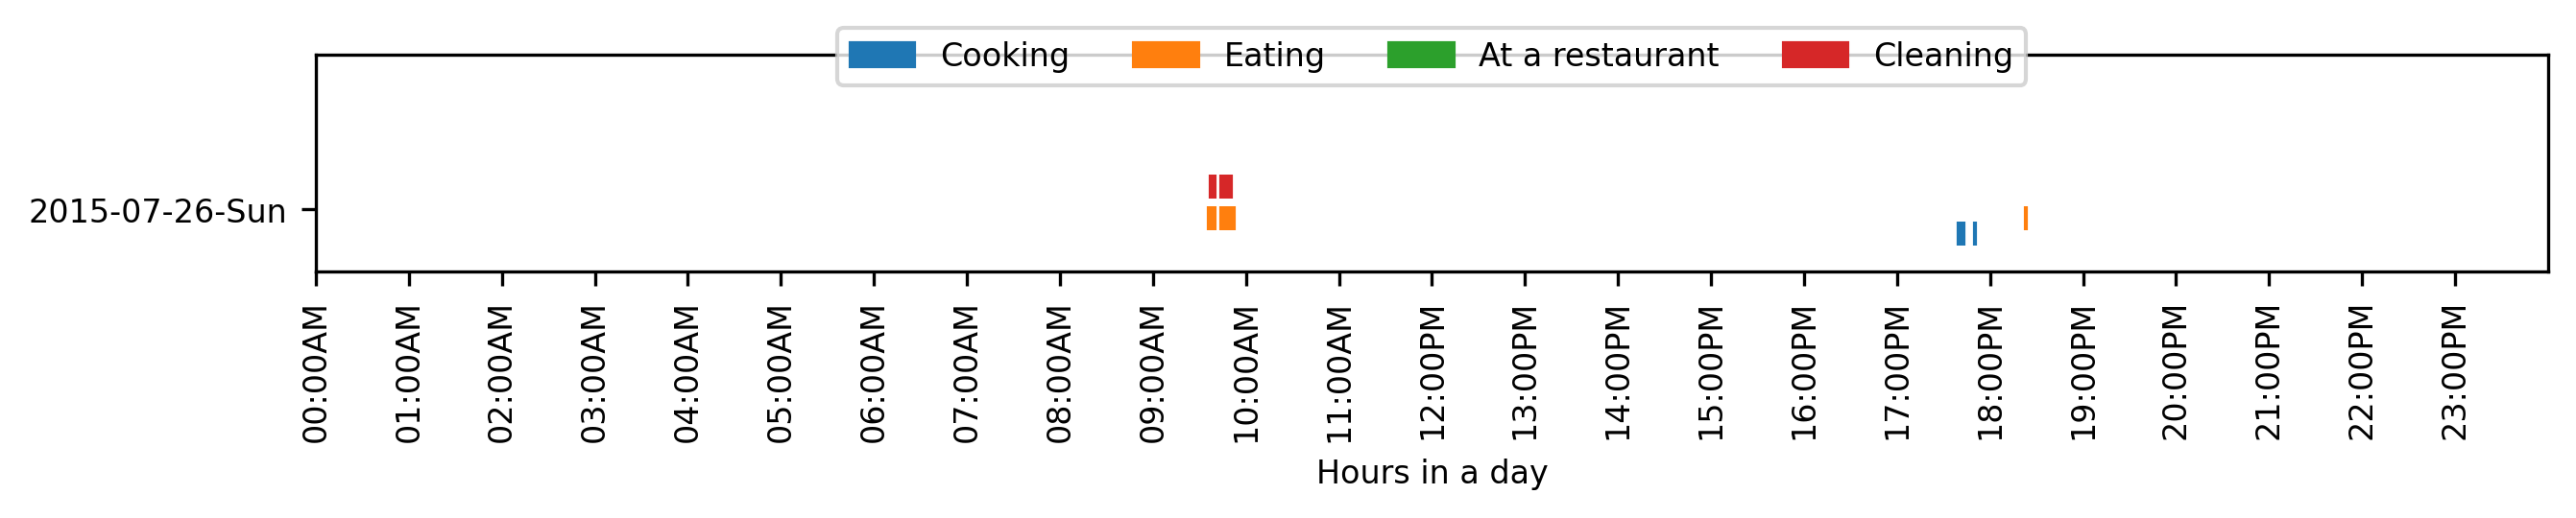 Cooking Eating At a restaurant Cleaning
2015-07-26-Sun
00:00AM 01:00AM 02:00AM 03:00AM 04:00AM 05:00AM 06:00AM 07:00AM 08:00AM 09:00AM 10:00AM 11:00AM 12:00PM 13:00PM 14:00PM 15:00PM 16:00PM 17:00PM 18:00PM 19:00PM 20:00PM 21:00PM 22:00PM 23:00PM
Hours in a day